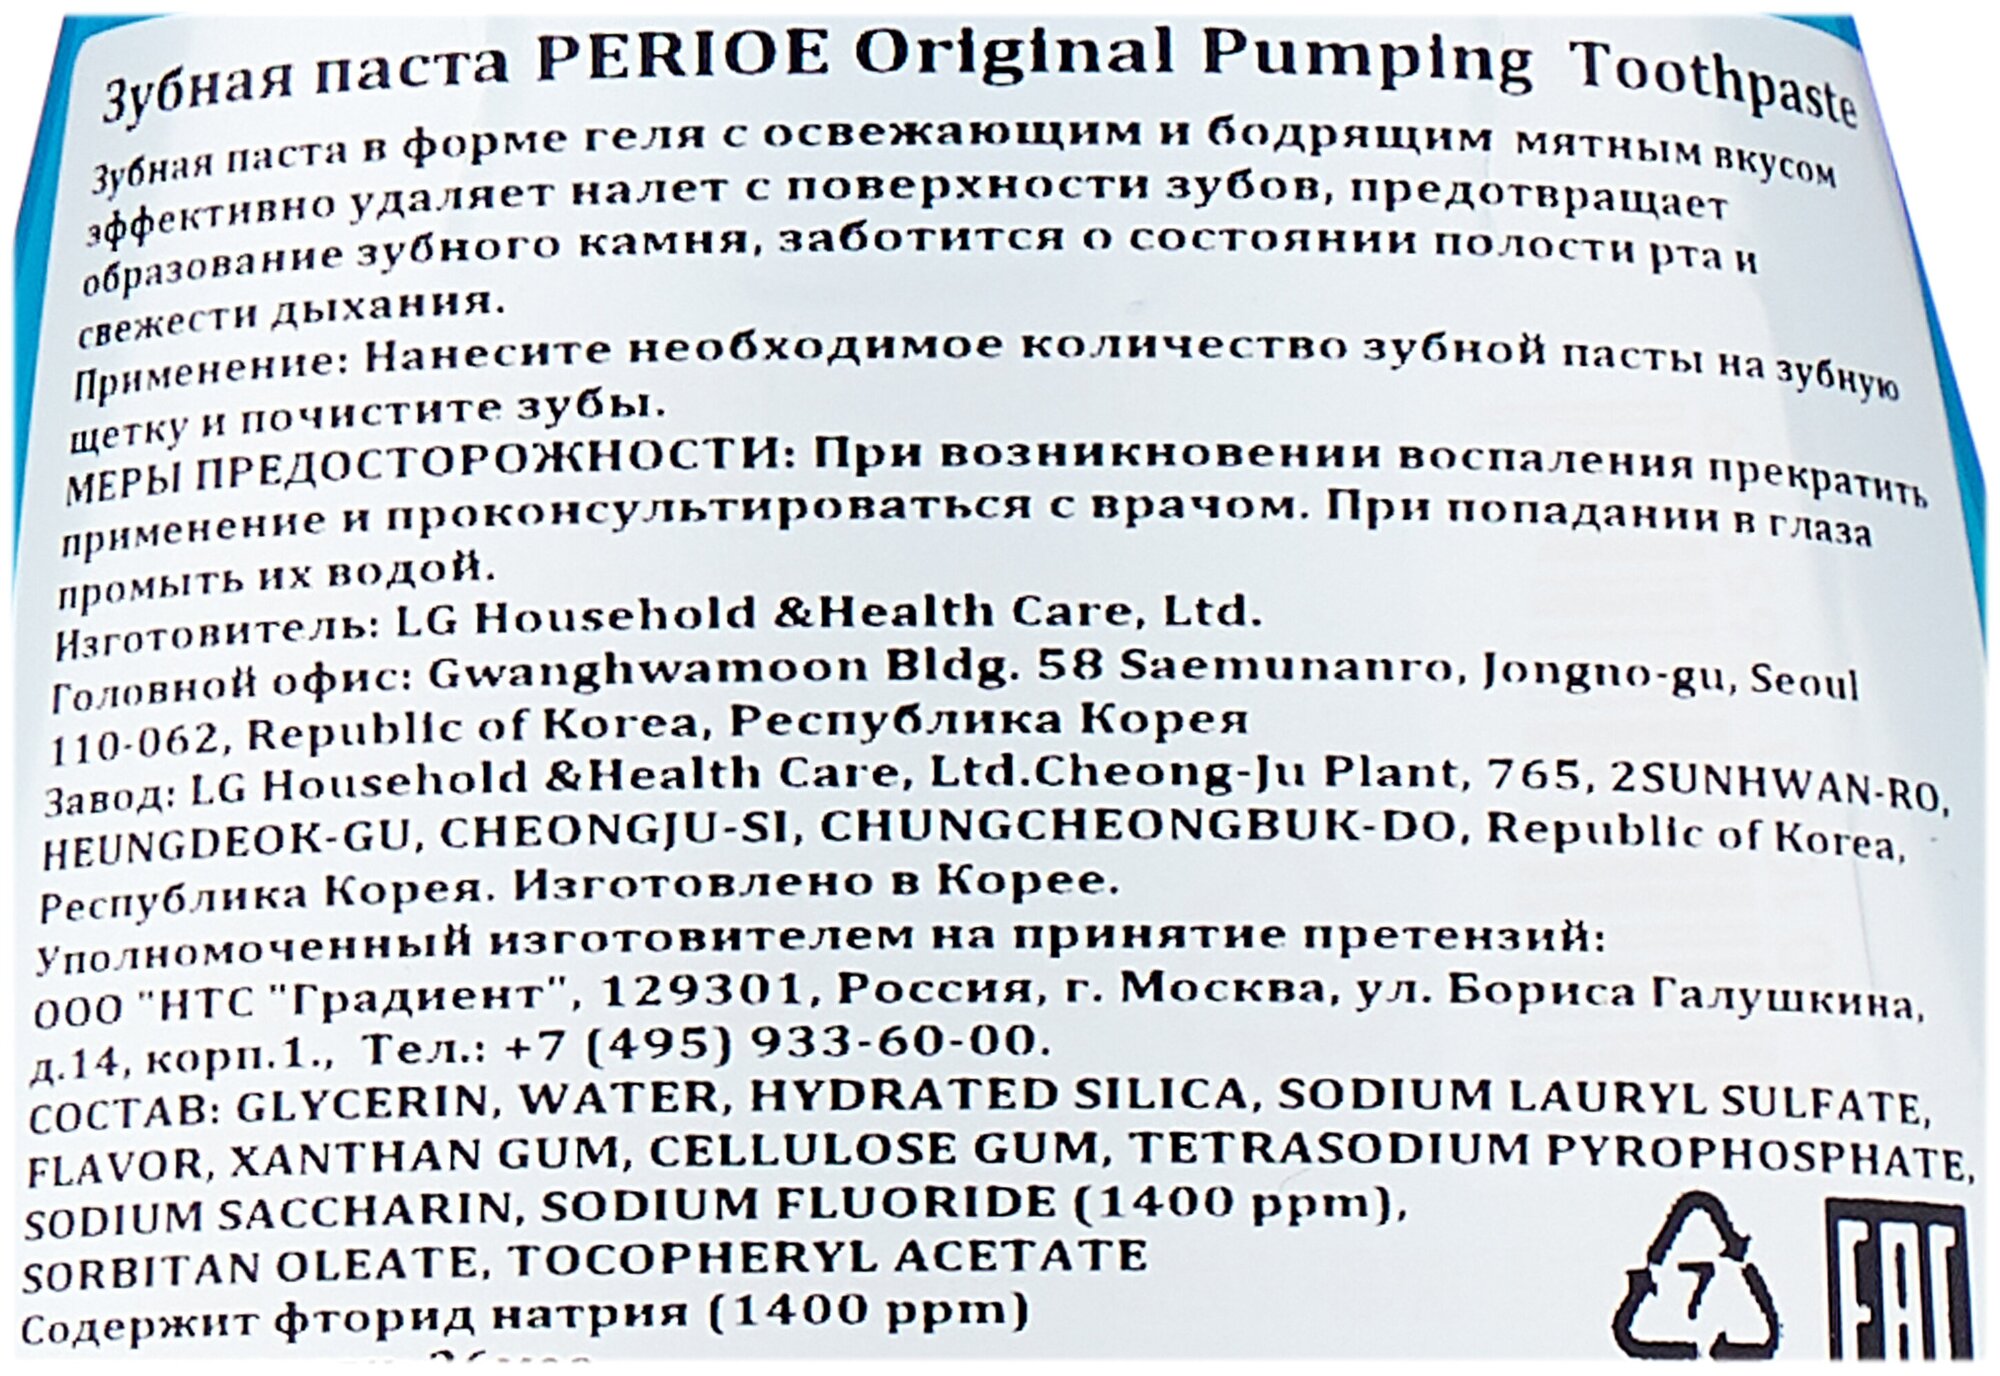 Зубная паста PERIOE Original Pumping Toothpaste
Зубная паста в форме геля с освежающим и бодрящим мятным вкусом
эффективно удаляет налет с поверхности зубов, предотвращает
образование зубного камня, заботится о состоянии полости рта и
свежести дыхания.
Применение: Нанесите необходимое количество зубной пасты на зубную
щетку и почистите зубы.
МЕРЫ ПРЕДОСТОРОЖНОСТИ: При возникновении воспаления прекратить
применение и проконсультироваться с врачом. При попадании в глаза
промыть их водой.
Изготовитель: LG Household &Health Care, Ltd.
Головной офис: Gwanghwamoon Bldg. 58 Saemunanro, Jongno-gu, Seoul
110-062, Republic of Korea, Республика Корея
Завод: LG Household &Health Care, Ltd.Cheong-Ju Plant, 765, 2SUNHWAN-RO,
HEUNGDEOK-GU, CHEONGJU-SI, CHUNGCHEONGBUK-DO, Republic of Korea,
Республика Корея. Изготовлено в Корее.
Уполномоченный изготовителем на принятие претензий:
ООО "НТС "Градиент", 129301, Россия, г. Москва, ул. Бориса Галушкина,
д.14, корп.1., Тел.: +7 (495) 933-60-00.
СОСТАВ: GLYCERIN, WATER, HYDRATED SILICA, SODIUM LAURYL SULFATE,
FLAVOR, XANTHAN GUM, CELLULOSE GUM, TETRASODIUM PYROPHOSPHATE,
SODIUM SACCHARIN, SODIUM FLUORIDE (1400 ppm),
SORBITAN OLEATE, TOCOPHERYL ACETATE
Содержит фторид натрия (1400 ppm)
7
EAC